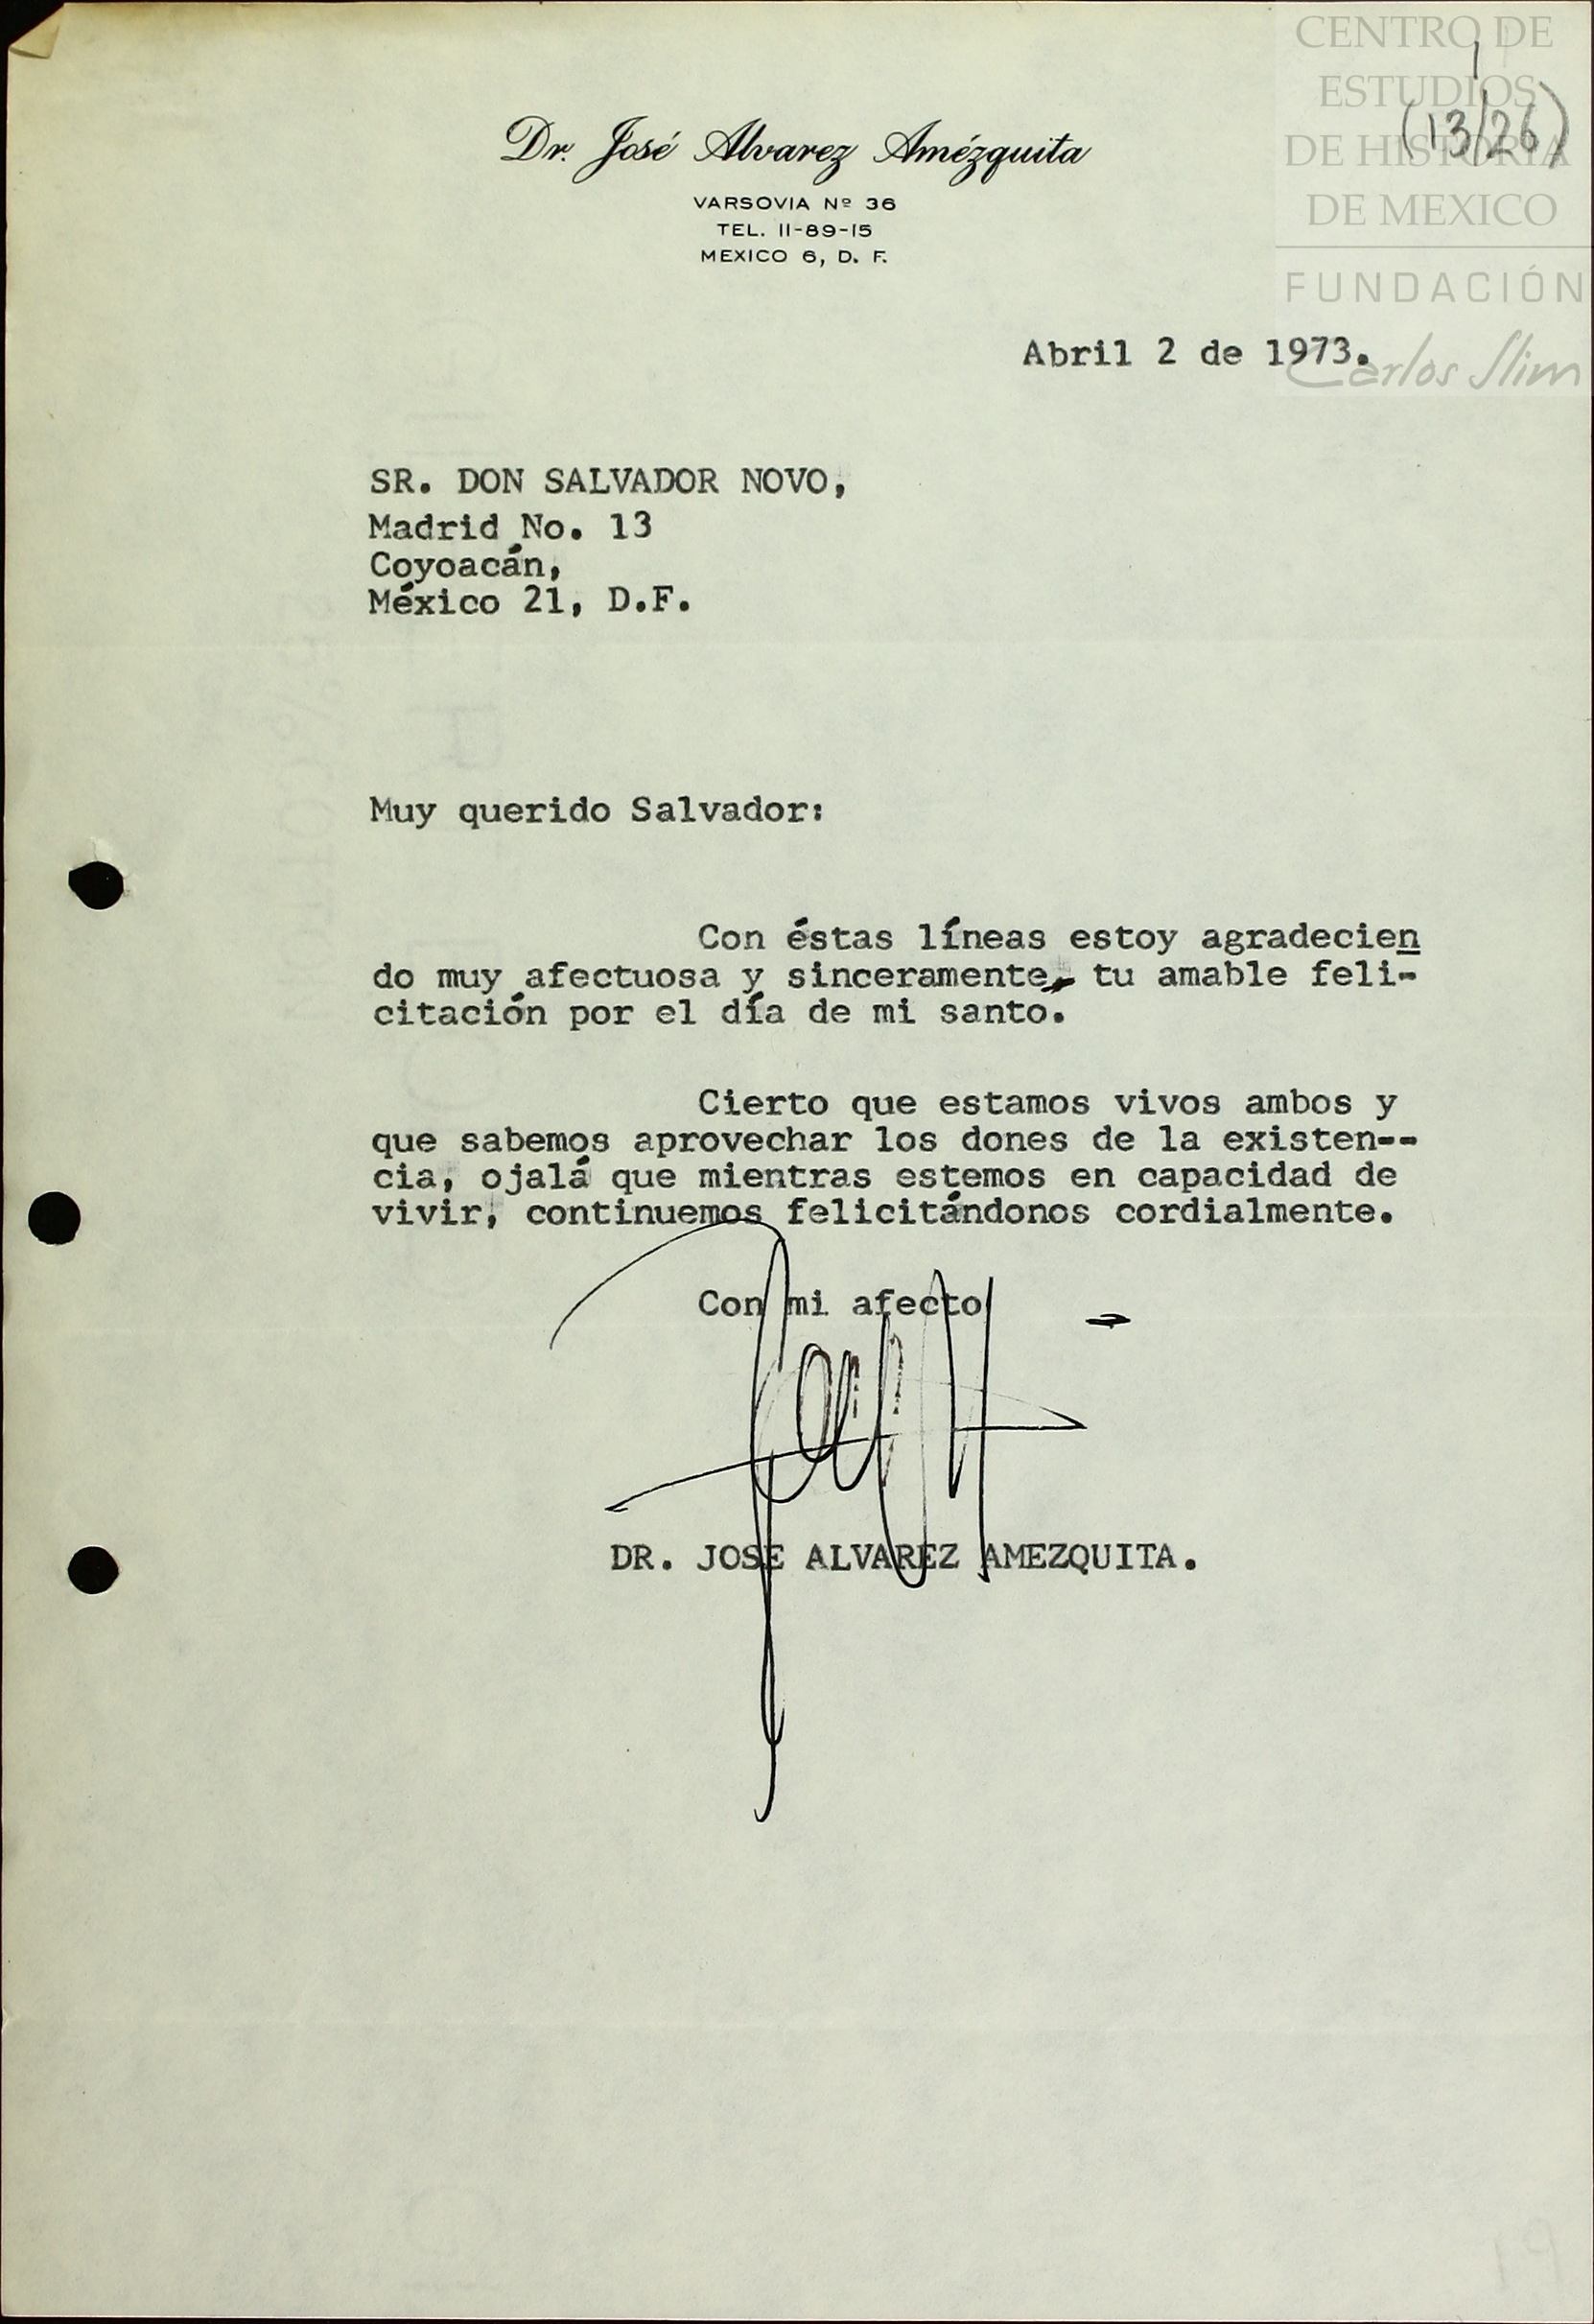 CENTRO DE
ESTUDIOS
DE HISTORIA
DE MEXICO
FUNDACIÓN
Carlos Slim
1
(13/26)
Dr. José Alvarez Amézquita
VARSOVIA Nº 36
TEL. 11-89-15
MEXICO 6, D. F.
Abril 2 de 1973.
SR. DON SALVADOR NOVO,
Madrid No. 13
Coyoacán,
México 21, D.F.
Muy querido Salvador:
Con éstas líneas estoy agradecien
do muy afectuosa y sinceramente, tu amable feli-
citación por el día de mi santo.
Cierto que estamos vivos ambos y
que sabemos aprovechar los dones de la existen--
cia, ojalá que mientras estemos en capacidad de
vivir, continuemos felicitándonos cordialmente.
Con mi afecto
DR. JOSE ALVAREZ AMEZQUITA.